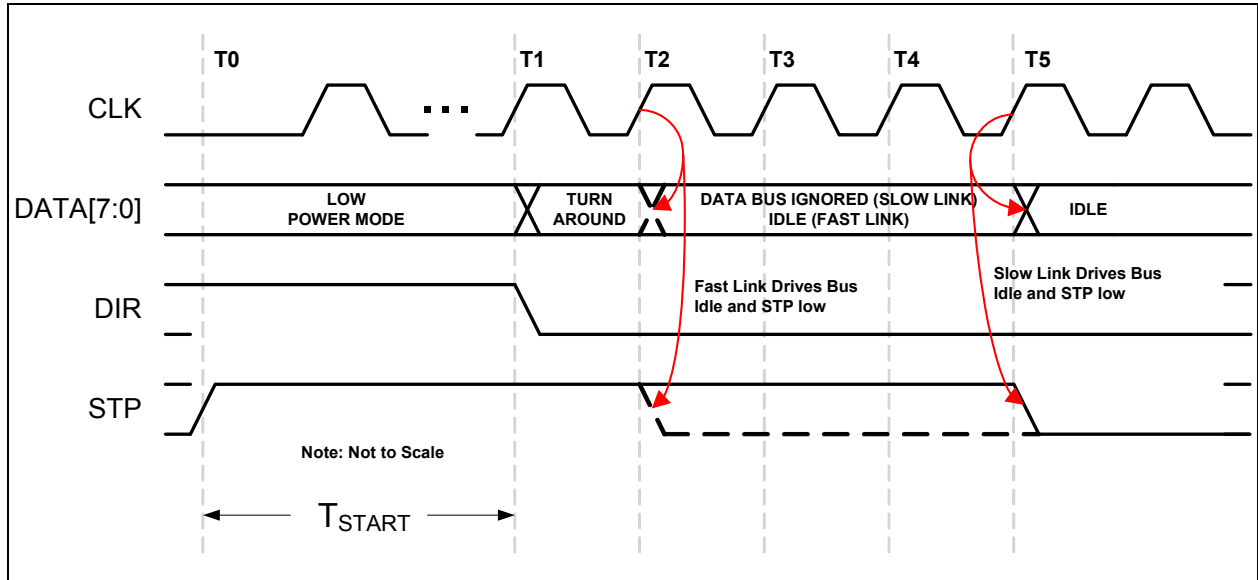 T0
T1
T2
T3
T4
T5
CLK
DATA[7:0]
LOW
POWER MODE
TURN
AROUND
DATA BUS IGNORED (SLOW LINK)
IDLE (FAST LINK)
IDLE
DIR
Fast Link Drives Bus
Idle and STP low
Slow Link Drives Bus
Idle and STP low
STP
Note: Not to Scale
TSTART